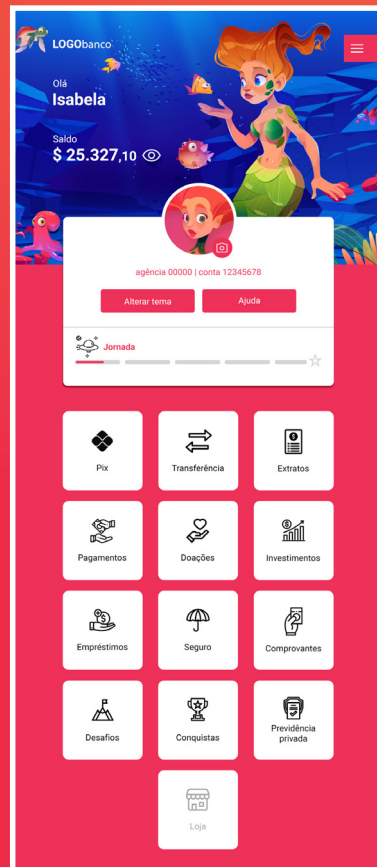 LOGObanco
Olá
Isabela
Saldo
$ 25.327,10
agência 00000 | conta 12345678
Alterar tema
Ajuda
Jornada
Pix
Transferência
Extratos
Pagamentos
Doações
Investimentos
Empréstimos
Seguro
Comprovantes
Desafios
Conquistas
Previdência
privada
Loja